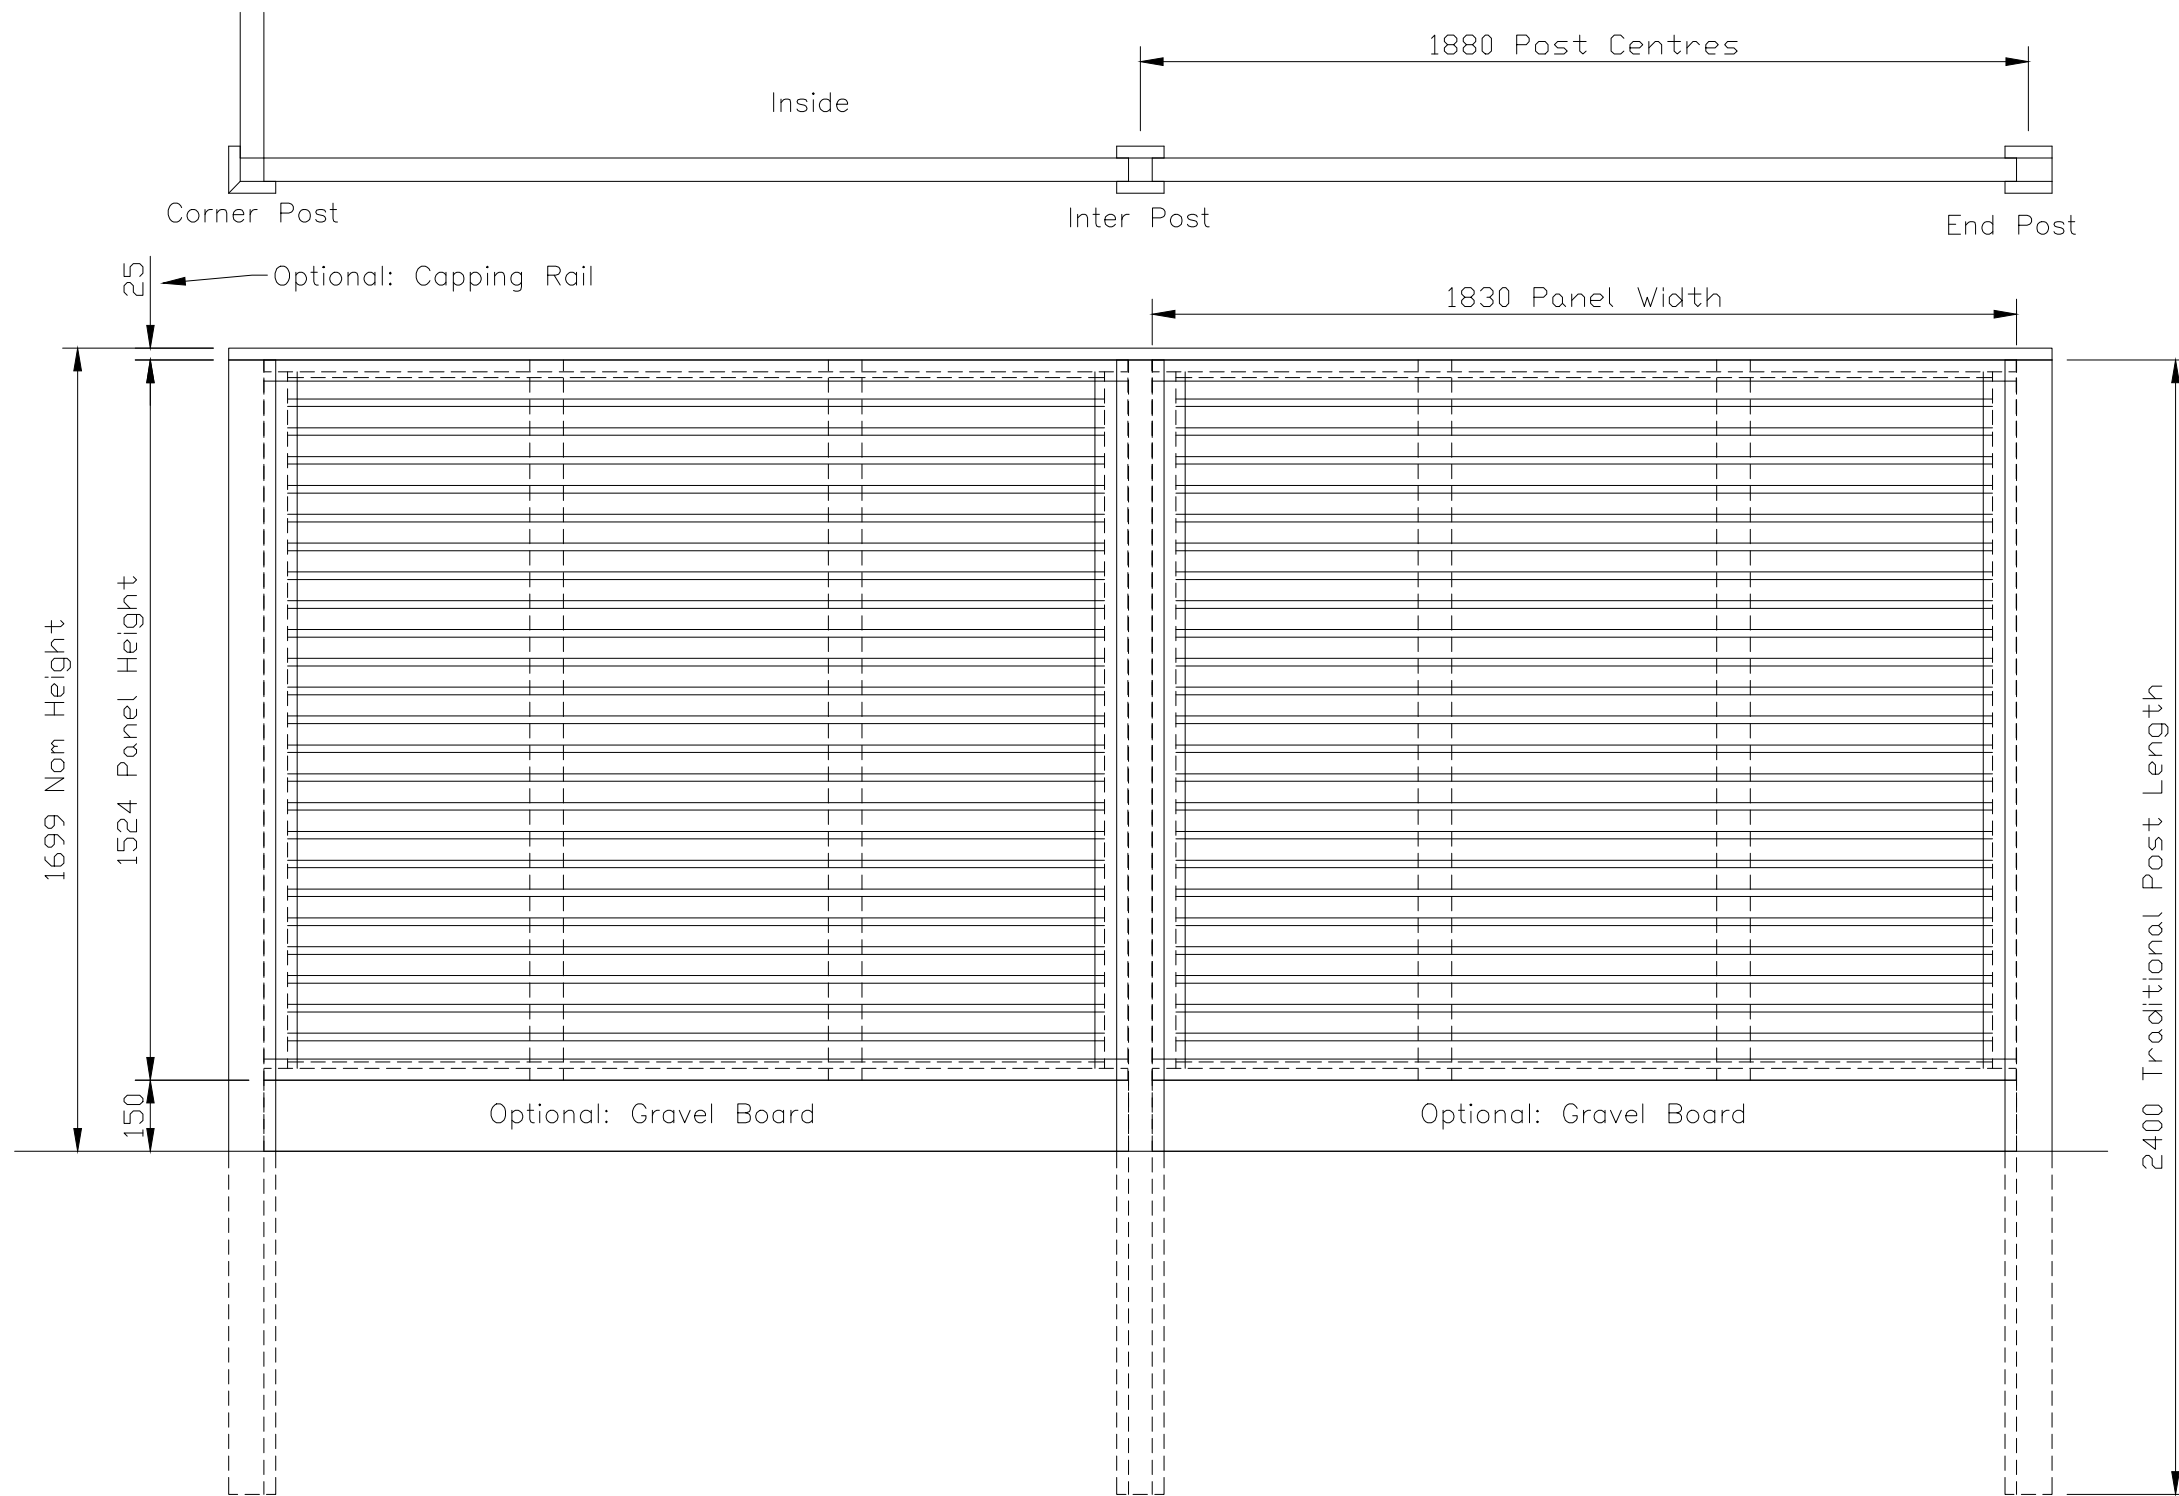 1880 Post Centres
Inside
Corner Post
Inter Post
End Post
25
Optional: Capping Rail
1830 Panel Width
1699 Nom Height
1524 Panel Height
2400 Traditional Post Length
150
Optional: Gravel Board
Optional: Gravel Board